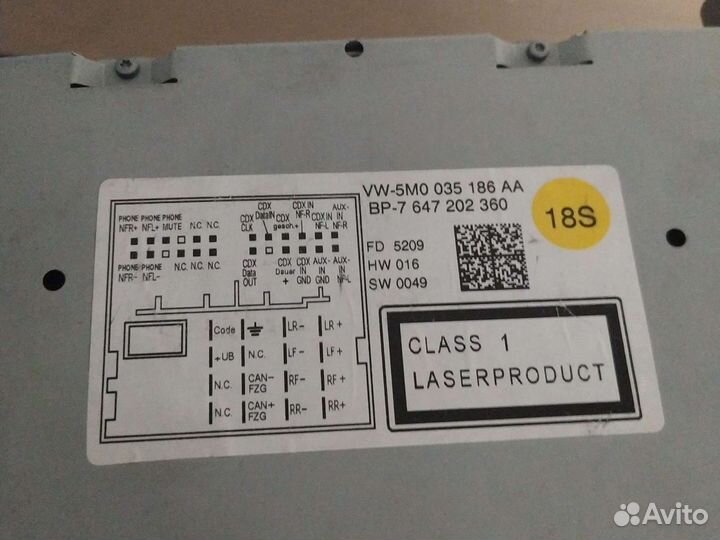 VW-5M0 035 186 AA
BP-7 647 202 360
18S
FD 5209
HW 016
SW 0049
CLASS 1
LASERPRODUCT
PHONE PHONE PHONE
NFR+ NFL+ MUTE N.C. N.C.
PHONE PHONE
NFR- NFL- N.C. N.C. N.C.
CDX CLK
CDX DataIN
gesch.+
CDX IN NF-R
CDX IN NF-L
AUX-IN NF-R
CDX Data OUT
CDX Dauer +
CDX IN GND
AUX-IN GND
AUX-IN NF-L
Code LR- LR+
+UB N.C. LF- LF+
N.C. CAN-FZG RF- RF+
N.C. CAN+FZG RR- RR+
Avito